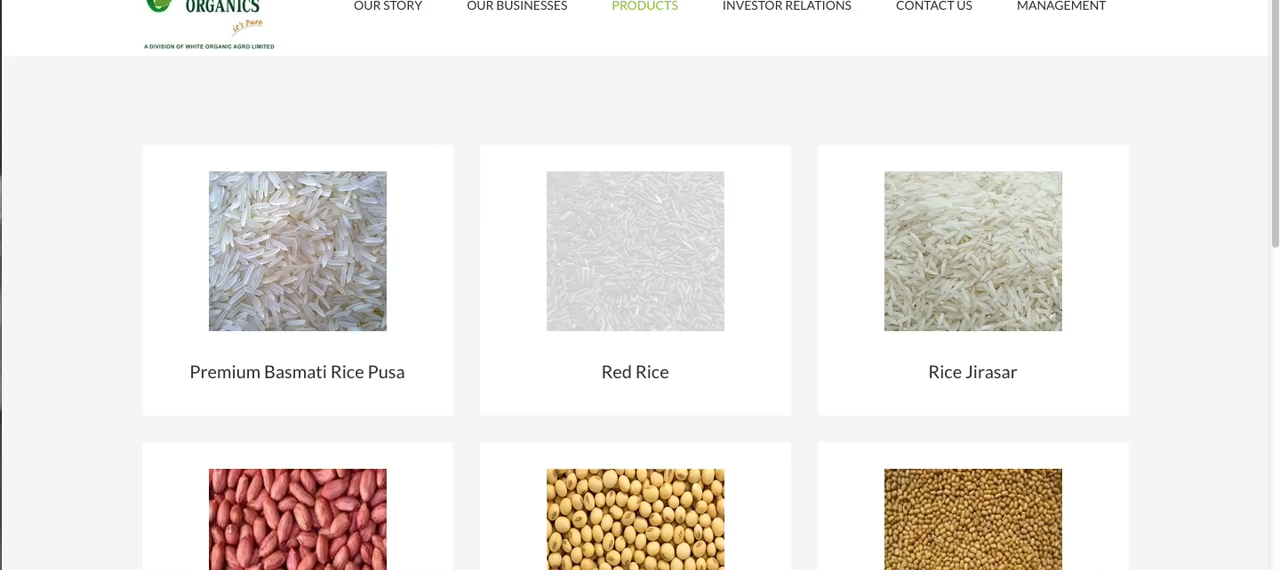 ORGANICS
it's pure
A DIVISION OF WHITE ORGANIC AGRO LIMITED
OUR STORY OUR BUSINESSES PRODUCTS INVESTOR RELATIONS CONTACT US MANAGEMENT
Premium Basmati Rice Pusa
Red Rice
Rice Jirasar